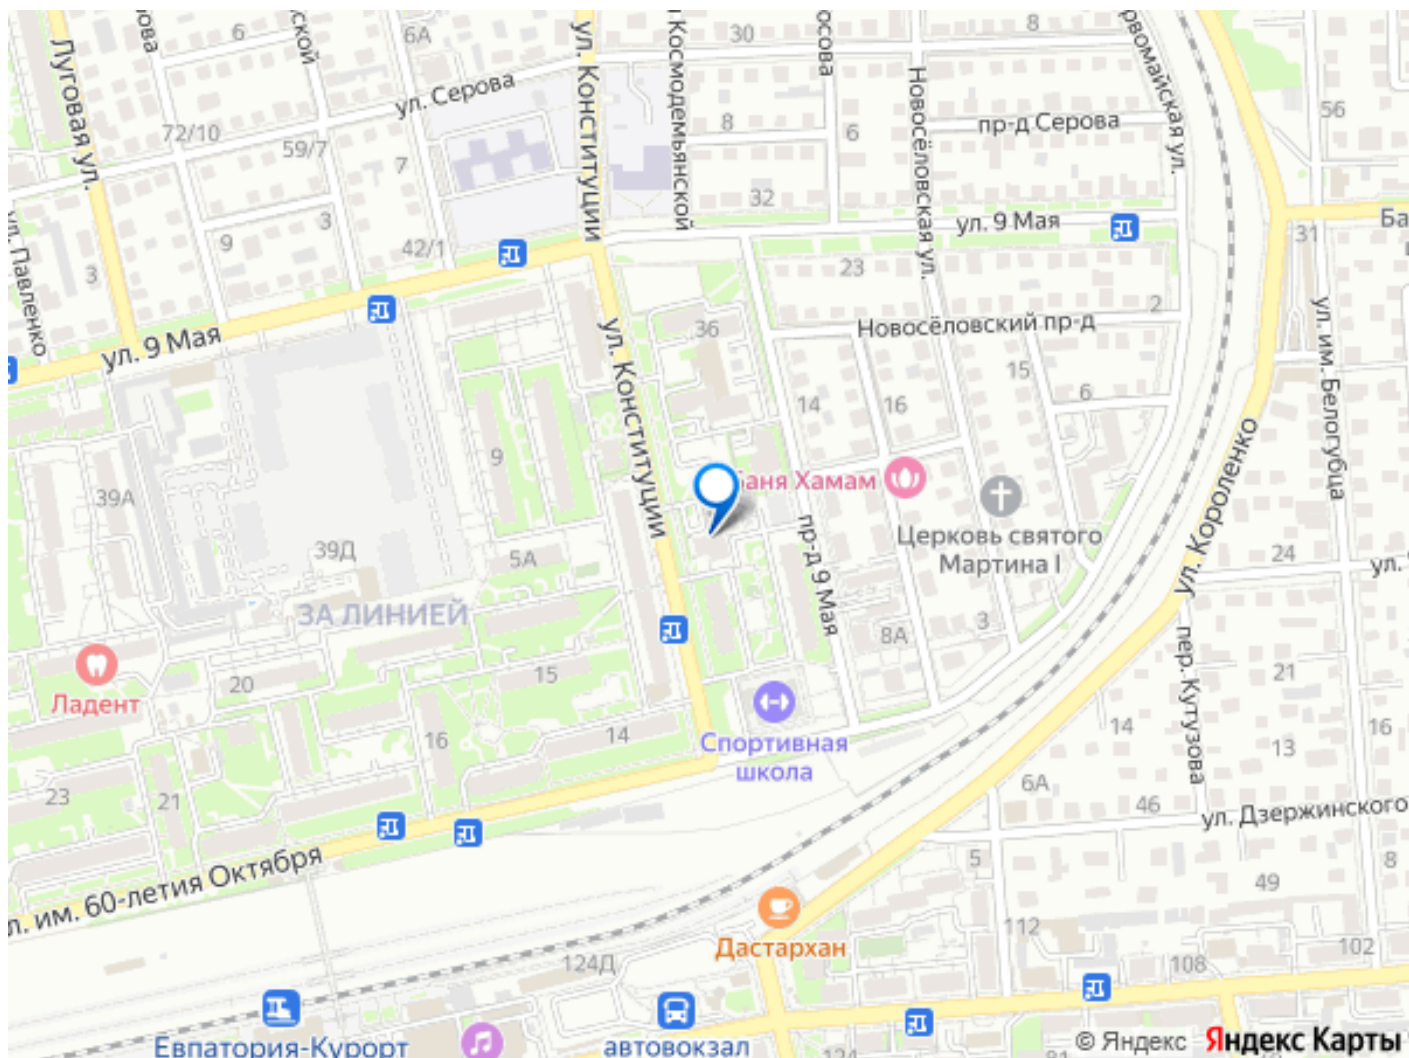 6
6А
30
8
ул. Серова
72/10
59/7
7
Луговая ул.
ул. Конституции
Космодемьянской
Новосёловская ул.
пр-д Серова
8
6
56
32
ул. 9 Мая
31
9
3
42/1
3
ул. Павленко
23
2
ул. 9 Мая
36
Новосёловский пр-д
15
6
14
16
ул. Конституции
ул. им. Белогубца
ул. Короленко
9
39А
39Д
5А
ЗА ЛИНИЕЙ
баня Хамам
Церковь святого
Мартина I
пр-д 9 Мая
24
ул.
8А
3
Ладент
20
15
16
14
23
21
Спортивная
школа
пер. Кутузова
21
14
13
16
6А
46
ул. Дзержинского
8
5
49
им. 60-летия Октября
Дастархан
112
102
108
124Д
Евпатория-Курорт
автовокзал
124
81
© Яндекс Яндекс Карты